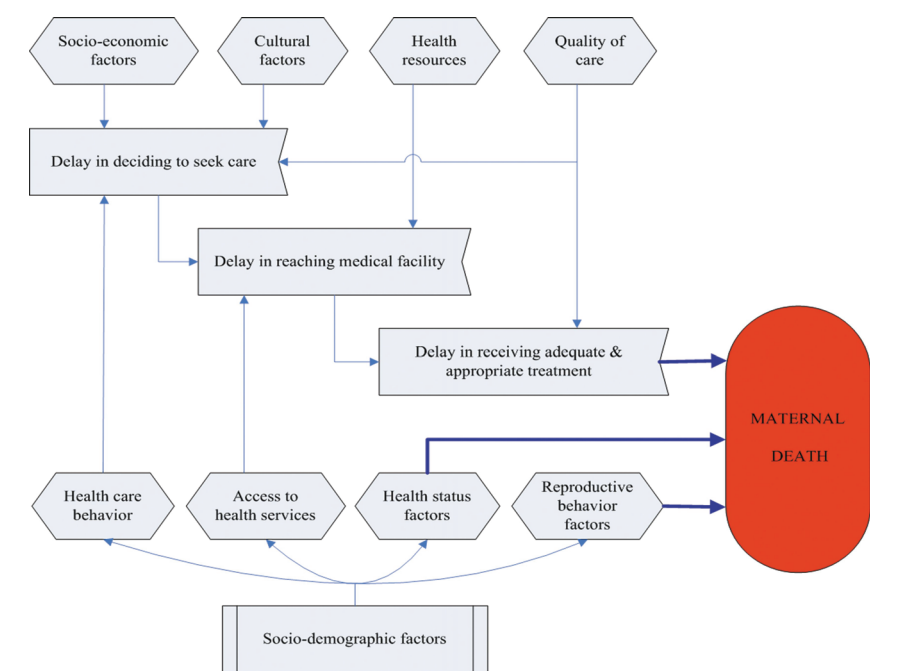 Socio-economic
factors
Cultural
factors
Health
resources
Quality of
care
Delay in deciding to seek care
Delay in reaching medical facility
Delay in receiving adequate &
appropriate treatment
MATERNAL
DEATH
Health care
behavior
Access to
health services
Health status
factors
Reproductive
behavior
factors
Socio-demographic factors